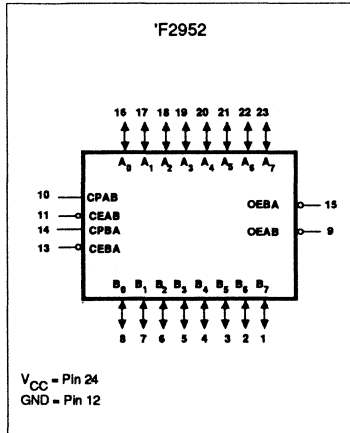 'F2952
16 17 18 19 20 21 22 23
A0 A1 A2 A3 A4 A5 A6 A7
10 CPAB
OEBA 15
11 CEAB
14 CPBA
OEAB 9
13 CEBA
B0 B1 B2 B3 B4 B5 B6 B7
8 7 6 5 4 3 2 1
VCC = Pin 24
GND = Pin 12